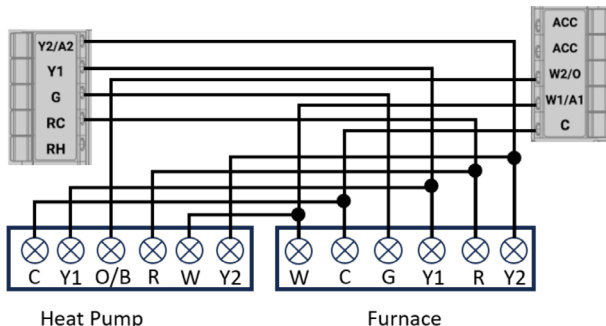 Y2/A2
Y1
G
RC
RH
ACC
ACC
W2/O
W1/A1
C
C Y1 O/B R W Y2
W C G Y1 R Y2
Heat Pump
Furnace